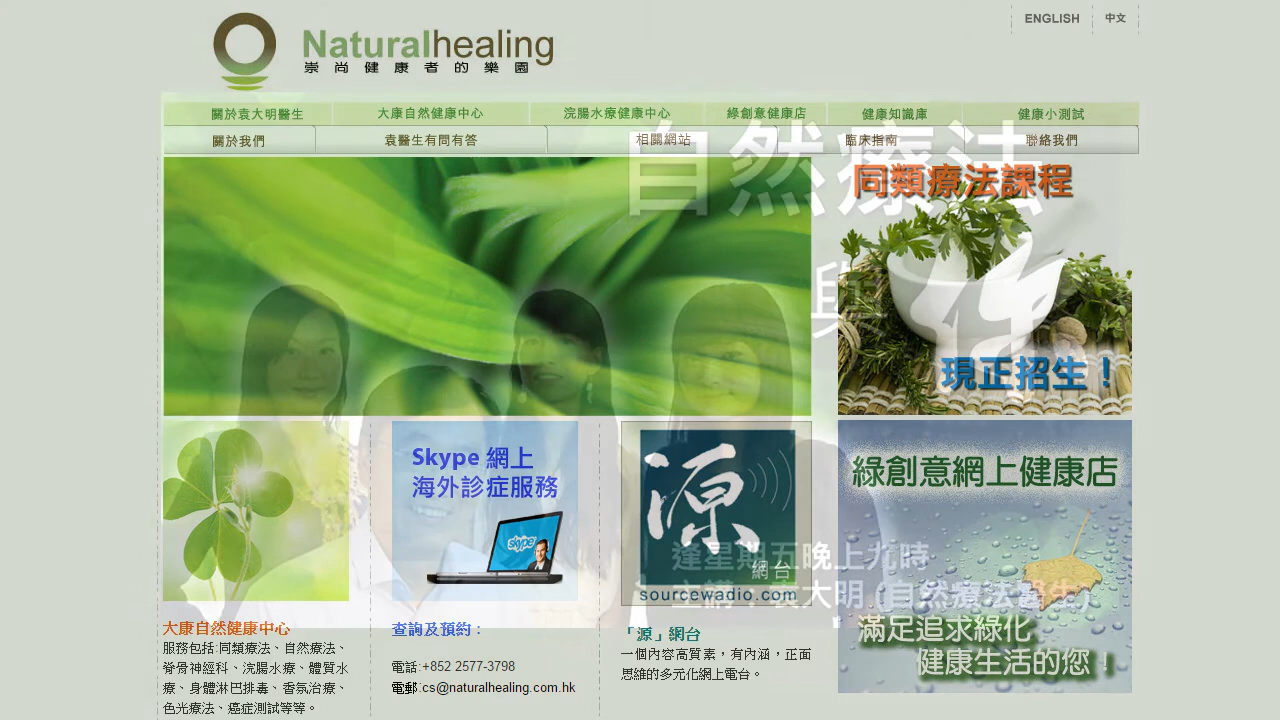 ENGLISH 中文
Naturalhealing
崇尚健康者的樂園
關於袁大明醫生 大康自然健康中心 浣腸水療健康中心 綠創意健康店 健康知識庫 健康小測試
關於我們 袁醫生有問有答 相關網站 臨床指南 聯絡我們
自然療法
與
同類療法課程
現正招生！
Skype 網上
海外診症服務
skype
源
網台
sourcewadio.com
綠創意網上健康店
逢星期五晚上九時
主講：袁大明 (自然療法醫生)
滿足追求綠化
健康生活的您！
大康自然健康中心
服務包括:同類療法、自然療法、
脊骨神經科、浣腸水療、鑽石水
療、身體淋巴排毒、香薰治療、
色光療法、癌症測試等等。
查詢及預約：
電話:+852 2577-3798
電郵:cs@naturalhealing.com.hk
「源」網台
一個內容高質素，有內涵，正面
思維的多元化網上電台。